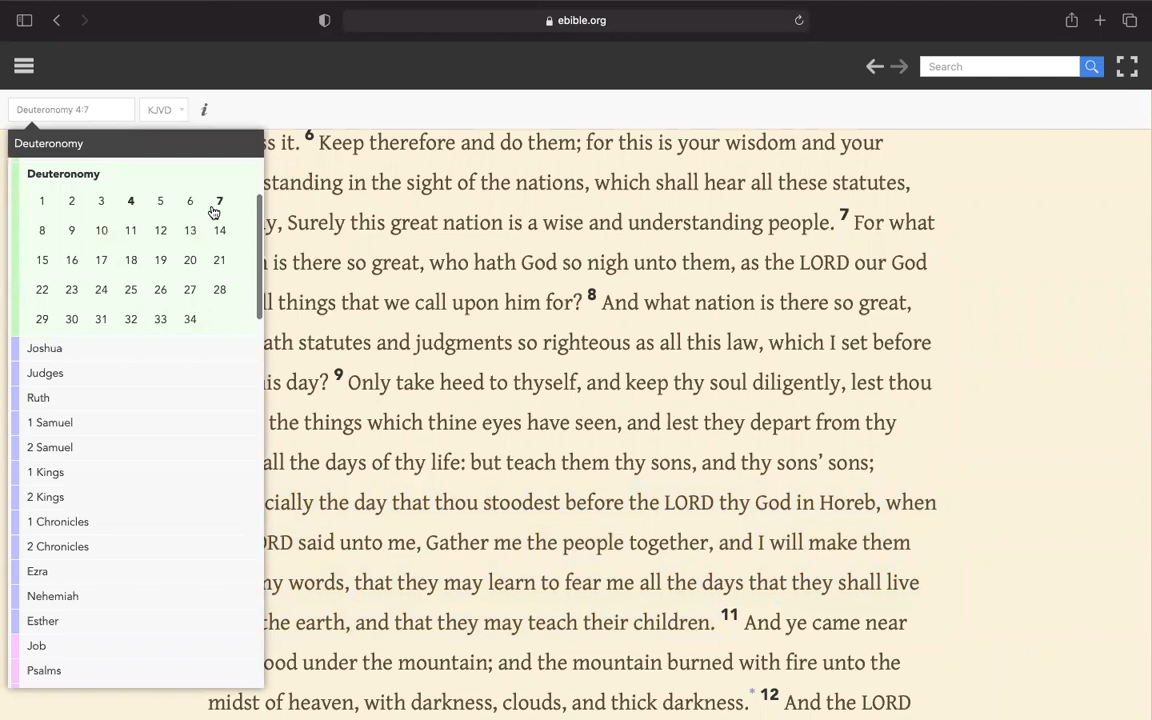 ebible.org
Search
Deuteronomy 4:7 KJVD i
Deuteronomy
Deuteronomy
1 2 3 4 5 6 7
8 9 10 11 12 13 14
15 16 17 18 19 20 21
22 23 24 25 26 27 28
29 30 31 32 33 34
Joshua
Judges
Ruth
1 Samuel
2 Samuel
1 Kings
2 Kings
1 Chronicles
2 Chronicles
Ezra
Nehemiah
Esther
Job
Psalms
ss it. 6 Keep therefore and do them; for this is your wisdom and your
standing in the sight of the nations, which shall hear all these statutes,
y, Surely this great nation is a wise and understanding people. 7 For what
is there so great, who hath God so nigh unto them, as the LORD our God
ll things that we call upon him for? 8 And what nation is there so great,
ath statutes and judgments so righteous as all this law, which I set before
is day? 9 Only take heed to thyself, and keep thy soul diligently, lest thou
the things which thine eyes have seen, and lest they depart from thy
all the days of thy life: but teach them thy sons, and thy sons’ sons;
cially the day that thou stoodest before the LORD thy God in Horeb, when
RD said unto me, Gather me the people together, and I will make them
y words, that they may learn to fear me all the days that they shall live
the earth, and that they may teach their children. 11 And ye came near
ood under the mountain; and the mountain burned with fire unto the
midst of heaven, with darkness, clouds, and thick darkness. * 12 And the LORD